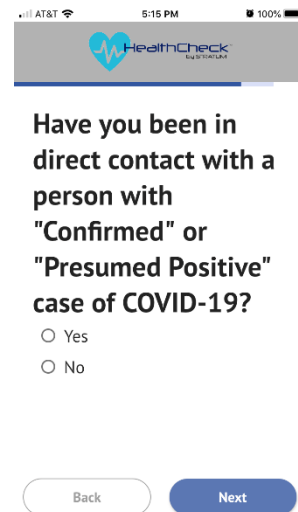 AT&T 5:15 PM 100%
HealthCheck
by STRATUM
Have you been in
direct contact with a
person with
"Confirmed" or
"Presumed Positive"
case of COVID-19?
Yes
No
Back Next